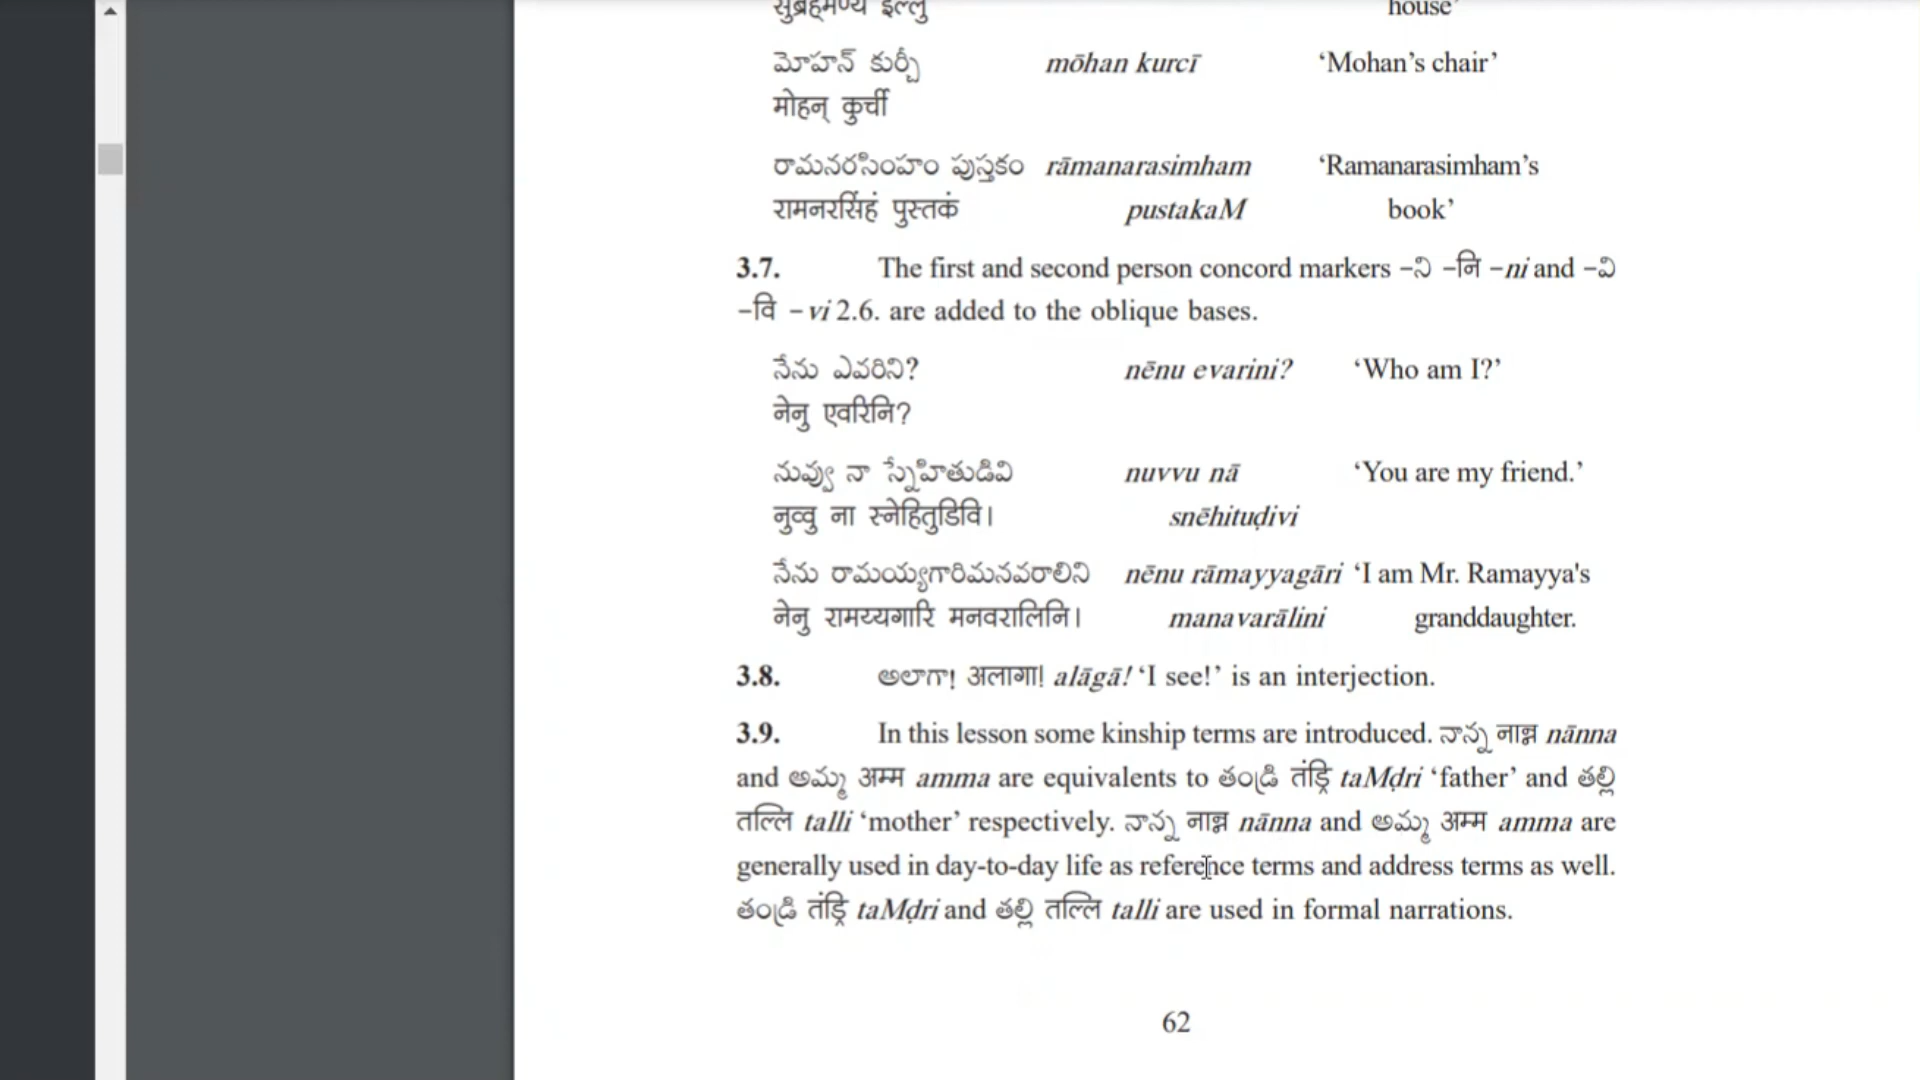 सुब्रह्मण्य इल्लु house’
మోహన్ కుర్చీ mōhan kurcī ‘Mohan’s chair’
मोहन् कुर्ची
రామనరసింహం పుస్తకం rāmanarasimham ‘Ramanarasimham’s
रामनरसिंहं पुस्तकं pustakaM book’
3.7. The first and second person concord markers –ని –नि –ni and –వి
–वि – vi 2.6. are added to the oblique bases.
నేను ఎవరిని? nēnu evarini? ‘Who am I?’
नेनु एवरिनि?
నువ్వు నా స్నేహితుడివి nuvvu nā ‘You are my friend.’
नुव्वु ना स्नेहितुडिवि। snēhituḍivi
నేను రామయ్యగారిమనవరాలిని nēnu rāmayyagāri ‘I am Mr. Ramayya's
नेनु रामय्यगारि मनवरालिनि। manavarālini granddaughter.
3.8. అలాగా! अलागा! alāgā! ‘I see!’ is an interjection.
3.9. In this lesson some kinship terms are introduced. నాన్న नान्न nānna
and అమ్మ अम्म amma are equivalents to తండ్రి तंड्रि taMḍri ‘father’ and తల్లి
तल्लि talli ‘mother’ respectively. నాన్న नान्न nānna and అమ్మ अम्म amma are
generally used in day-to-day life as reference terms and address terms as well.
తండ్రి तंड्रि taMḍri and తల్లి तल्लि talli are used in formal narrations.
62